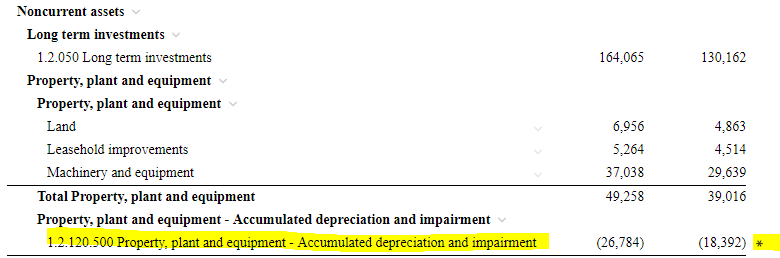 Noncurrent assets
Long term investments
1.2.050 Long term investments 164,065 130,162
Property, plant and equipment
Property, plant and equipment
Land 6,956 4,863
Leasehold improvements 5,264 4,514
Machinery and equipment 37,038 29,639
Total Property, plant and equipment 49,258 39,016
Property, plant and equipment - Accumulated depreciation and impairment
1.2.120.500 Property, plant and equipment - Accumulated depreciation and impairment (26,784) (18,392) *